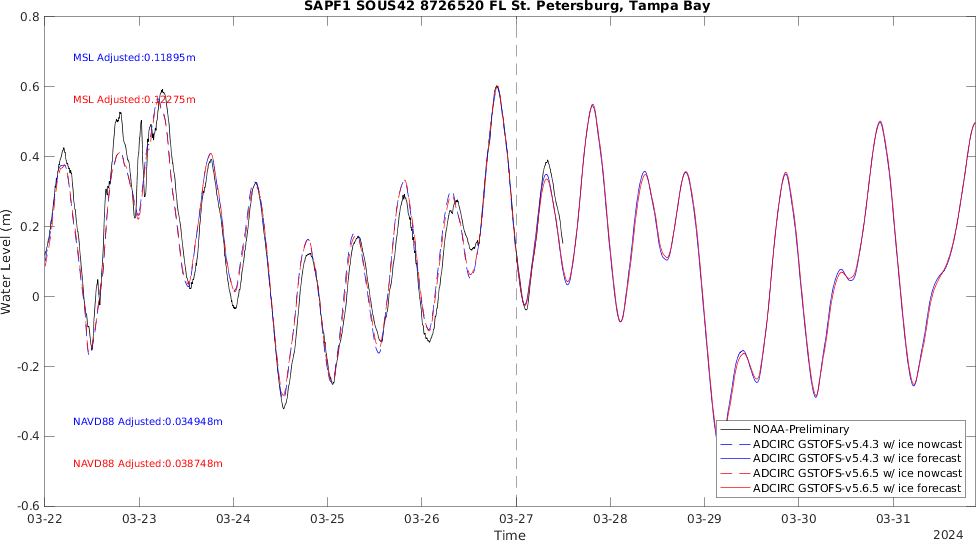 SAPF1 SOUS42 8726520 FL St. Petersburg, Tampa Bay
0.8
0.6
0.4
0.2
0
-0.2
-0.4
-0.6
Water Level (m)
MSL Adjusted:0.11895m
MSL Adjusted:0.12275m
NAVD88 Adjusted:0.034948m
NAVD88 Adjusted:0.038748m
NOAA-Preliminary
ADCIRC GSTOFS-v5.4.3 w/ ice nowcast
ADCIRC GSTOFS-v5.4.3 w/ ice forecast
ADCIRC GSTOFS-v5.6.5 w/ ice nowcast
ADCIRC GSTOFS-v5.6.5 w/ ice forecast
03-22 03-23 03-24 03-25 03-26 03-27 03-28 03-29 03-30 03-31
Time
2024